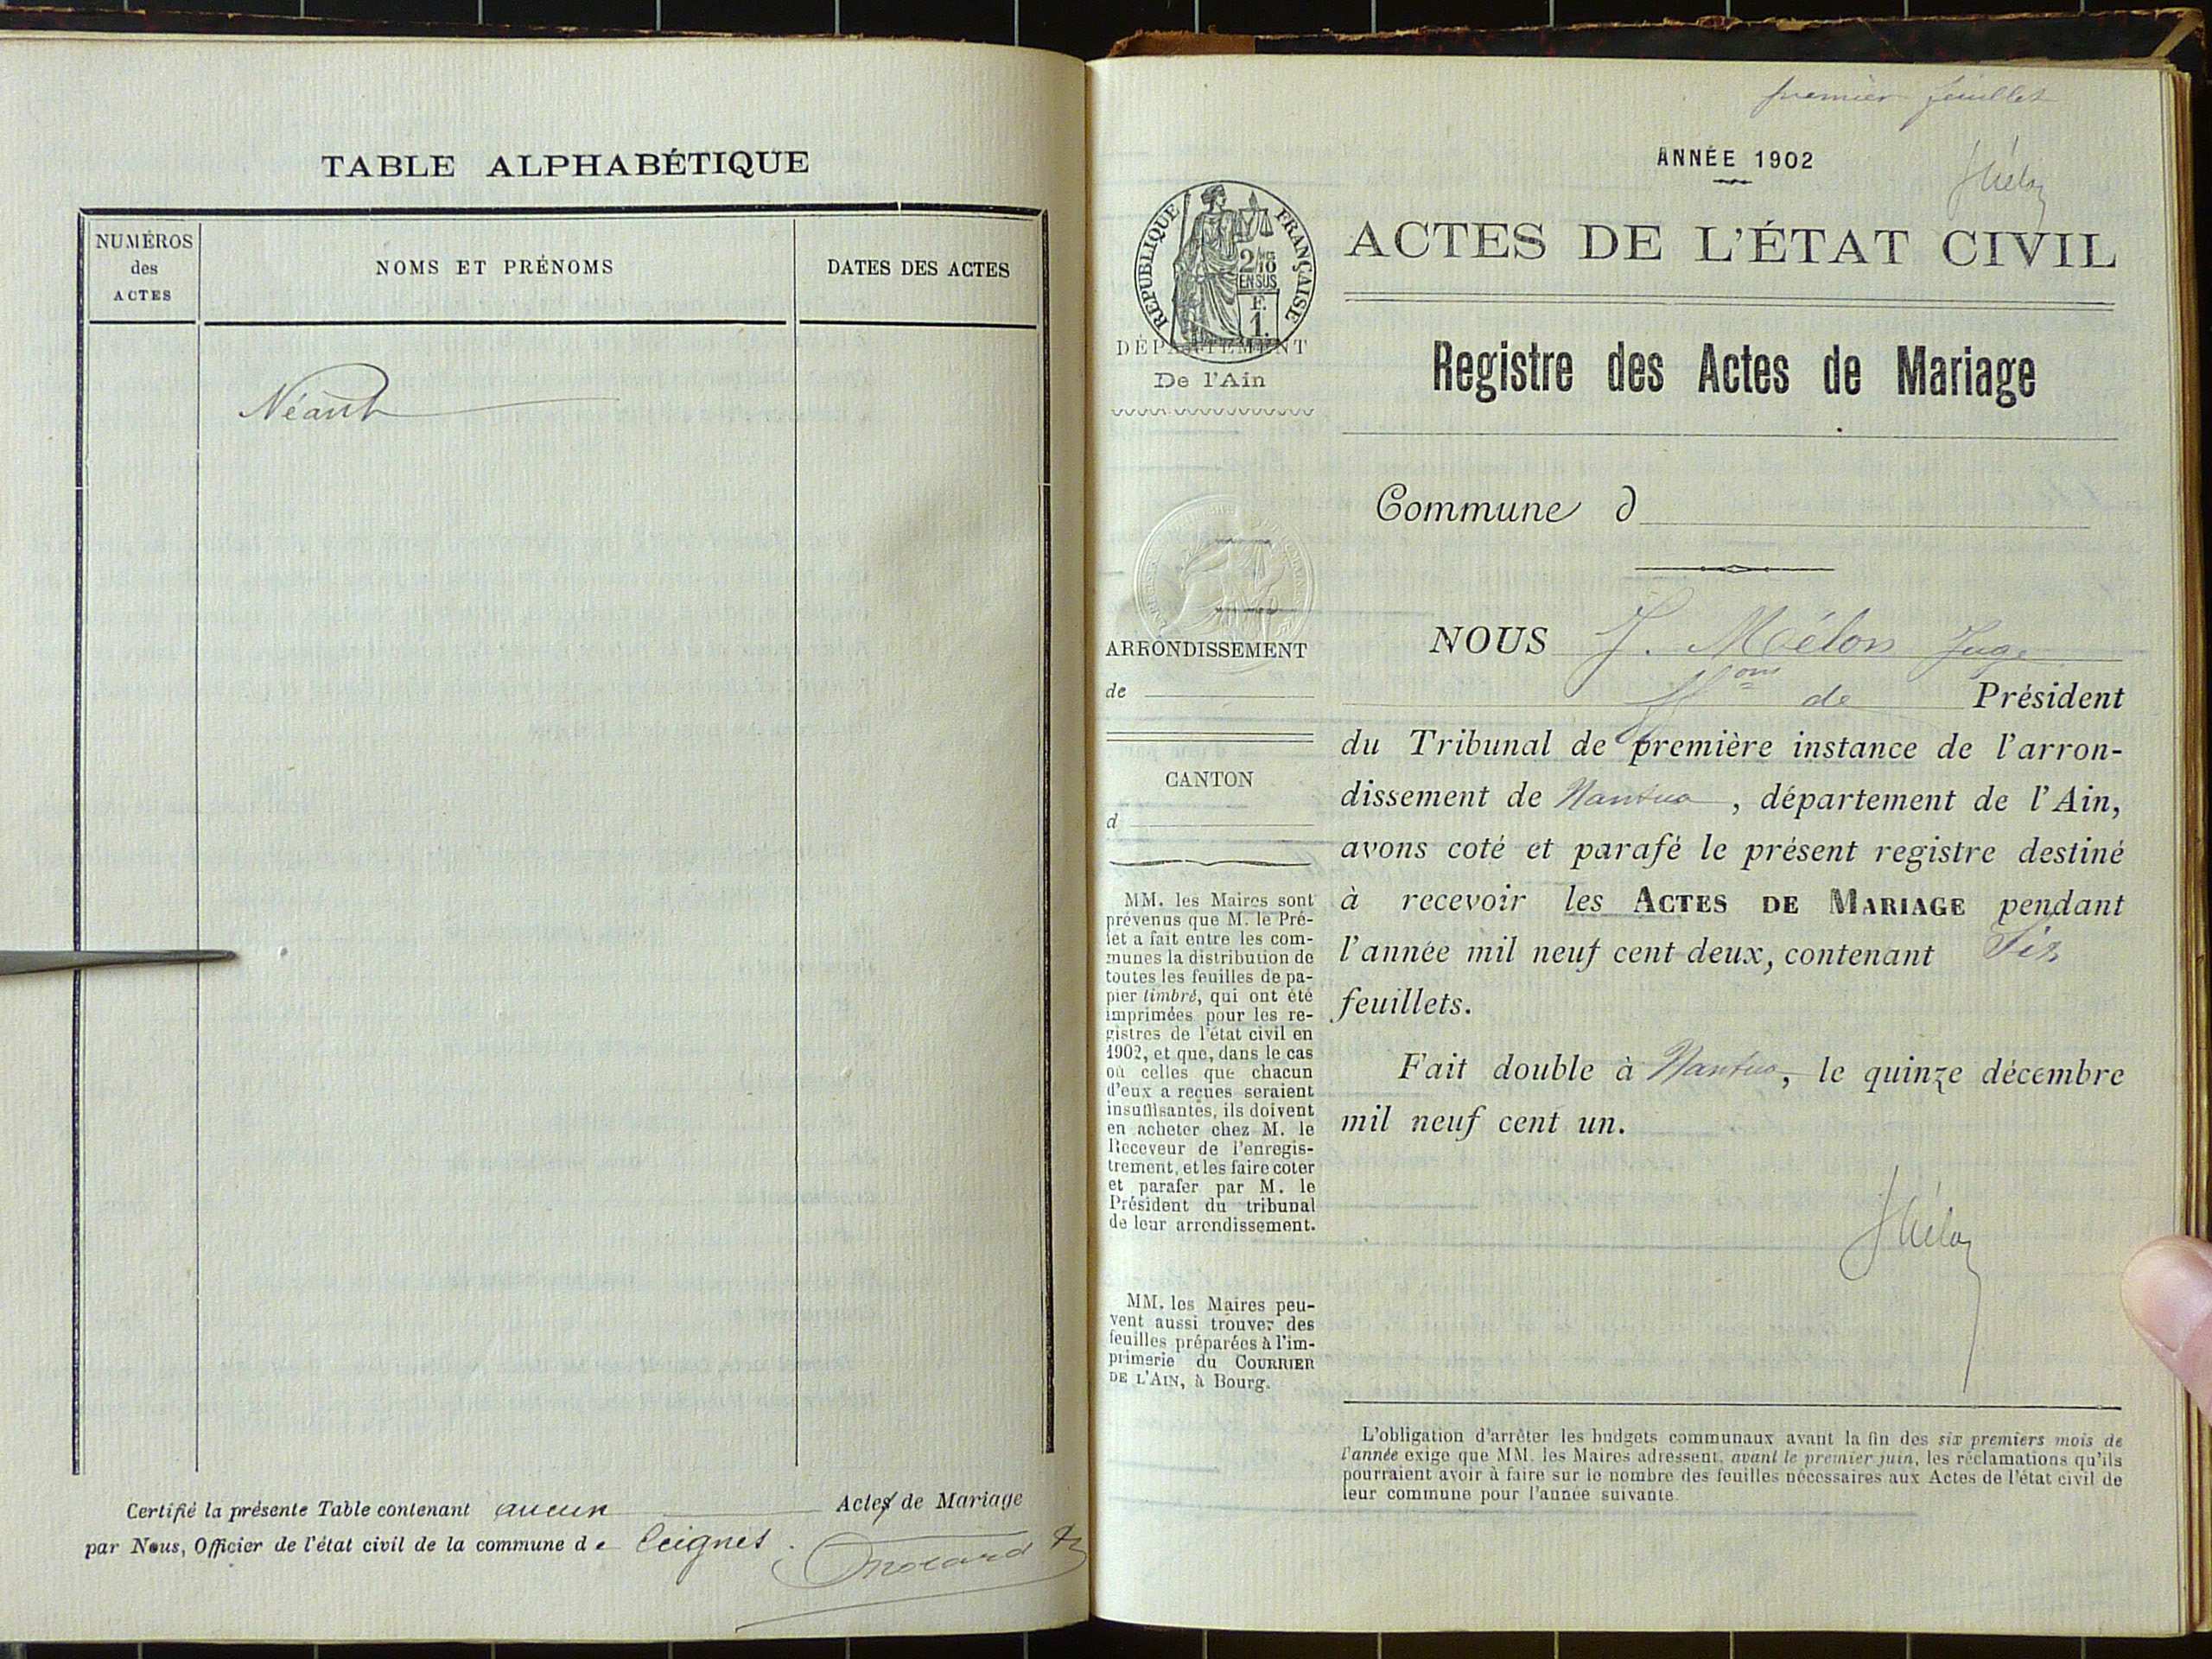 TABLE ALPHABÉTIQUE
NUMÉROS
des
ACTES
NOMS ET PRÉNOMS
DATES DES ACTES
Néant
Certifié la présente Table contenant aucun Actes de Mariage
par Nous, Officier de l'état civil de la commune de Ceignes.
premier feuillet
ANNÉE 1902
RÉPUBLIQUE FRANÇAISE
2/10
EN SUS
F.
1.
ACTES DE L'ÉTAT CIVIL
DÉPARTEMENT
De l'Ain
Registre des Actes de Mariage
Commune d
ARRONDISSEMENT
de
CANTON
d
MM. les Maires sont
prévenus que M. le Pré-
fet a fait entre les com-
munes la distribution de
toutes les feuilles de pa-
pier timbré, qui ont été
imprimées pour les re-
gistres de l'état civil en
1902, et que, dans le cas
où celles que chacun
d'eux a reçues seraient
insuffisantes, ils doivent
en acheter chez M. le
Receveur de l'enregis-
trement, et les faire coter
et parafer par M. le
Président du tribunal
de leur arrondissement.
MM. les Maires peu-
vent aussi trouver des
feuilles préparées à l'im-
primerie du COURRIER
DE L'AIN, à Bourg.
NOUS J. Mélon Juge
de Président
du Tribunal de première instance de l'arron-
dissement de Nantua, département de l'Ain,
avons coté et parafé le présent registre destiné
à recevoir les ACTES DE MARIAGE pendant
l'année mil neuf cent deux, contenant Six
feuillets.
Fait double à Nantua, le quinze décembre
mil neuf cent un.
L'obligation d'arrêter les budgets communaux avant la fin des six premiers mois de
l'année exige que MM. les Maires adressent, avant le premier juin, les réclamations qu'ils
pourraient avoir à faire sur le nombre des feuilles nécessaires aux Actes de l'état civil de
leur commune pour l'année suivante.